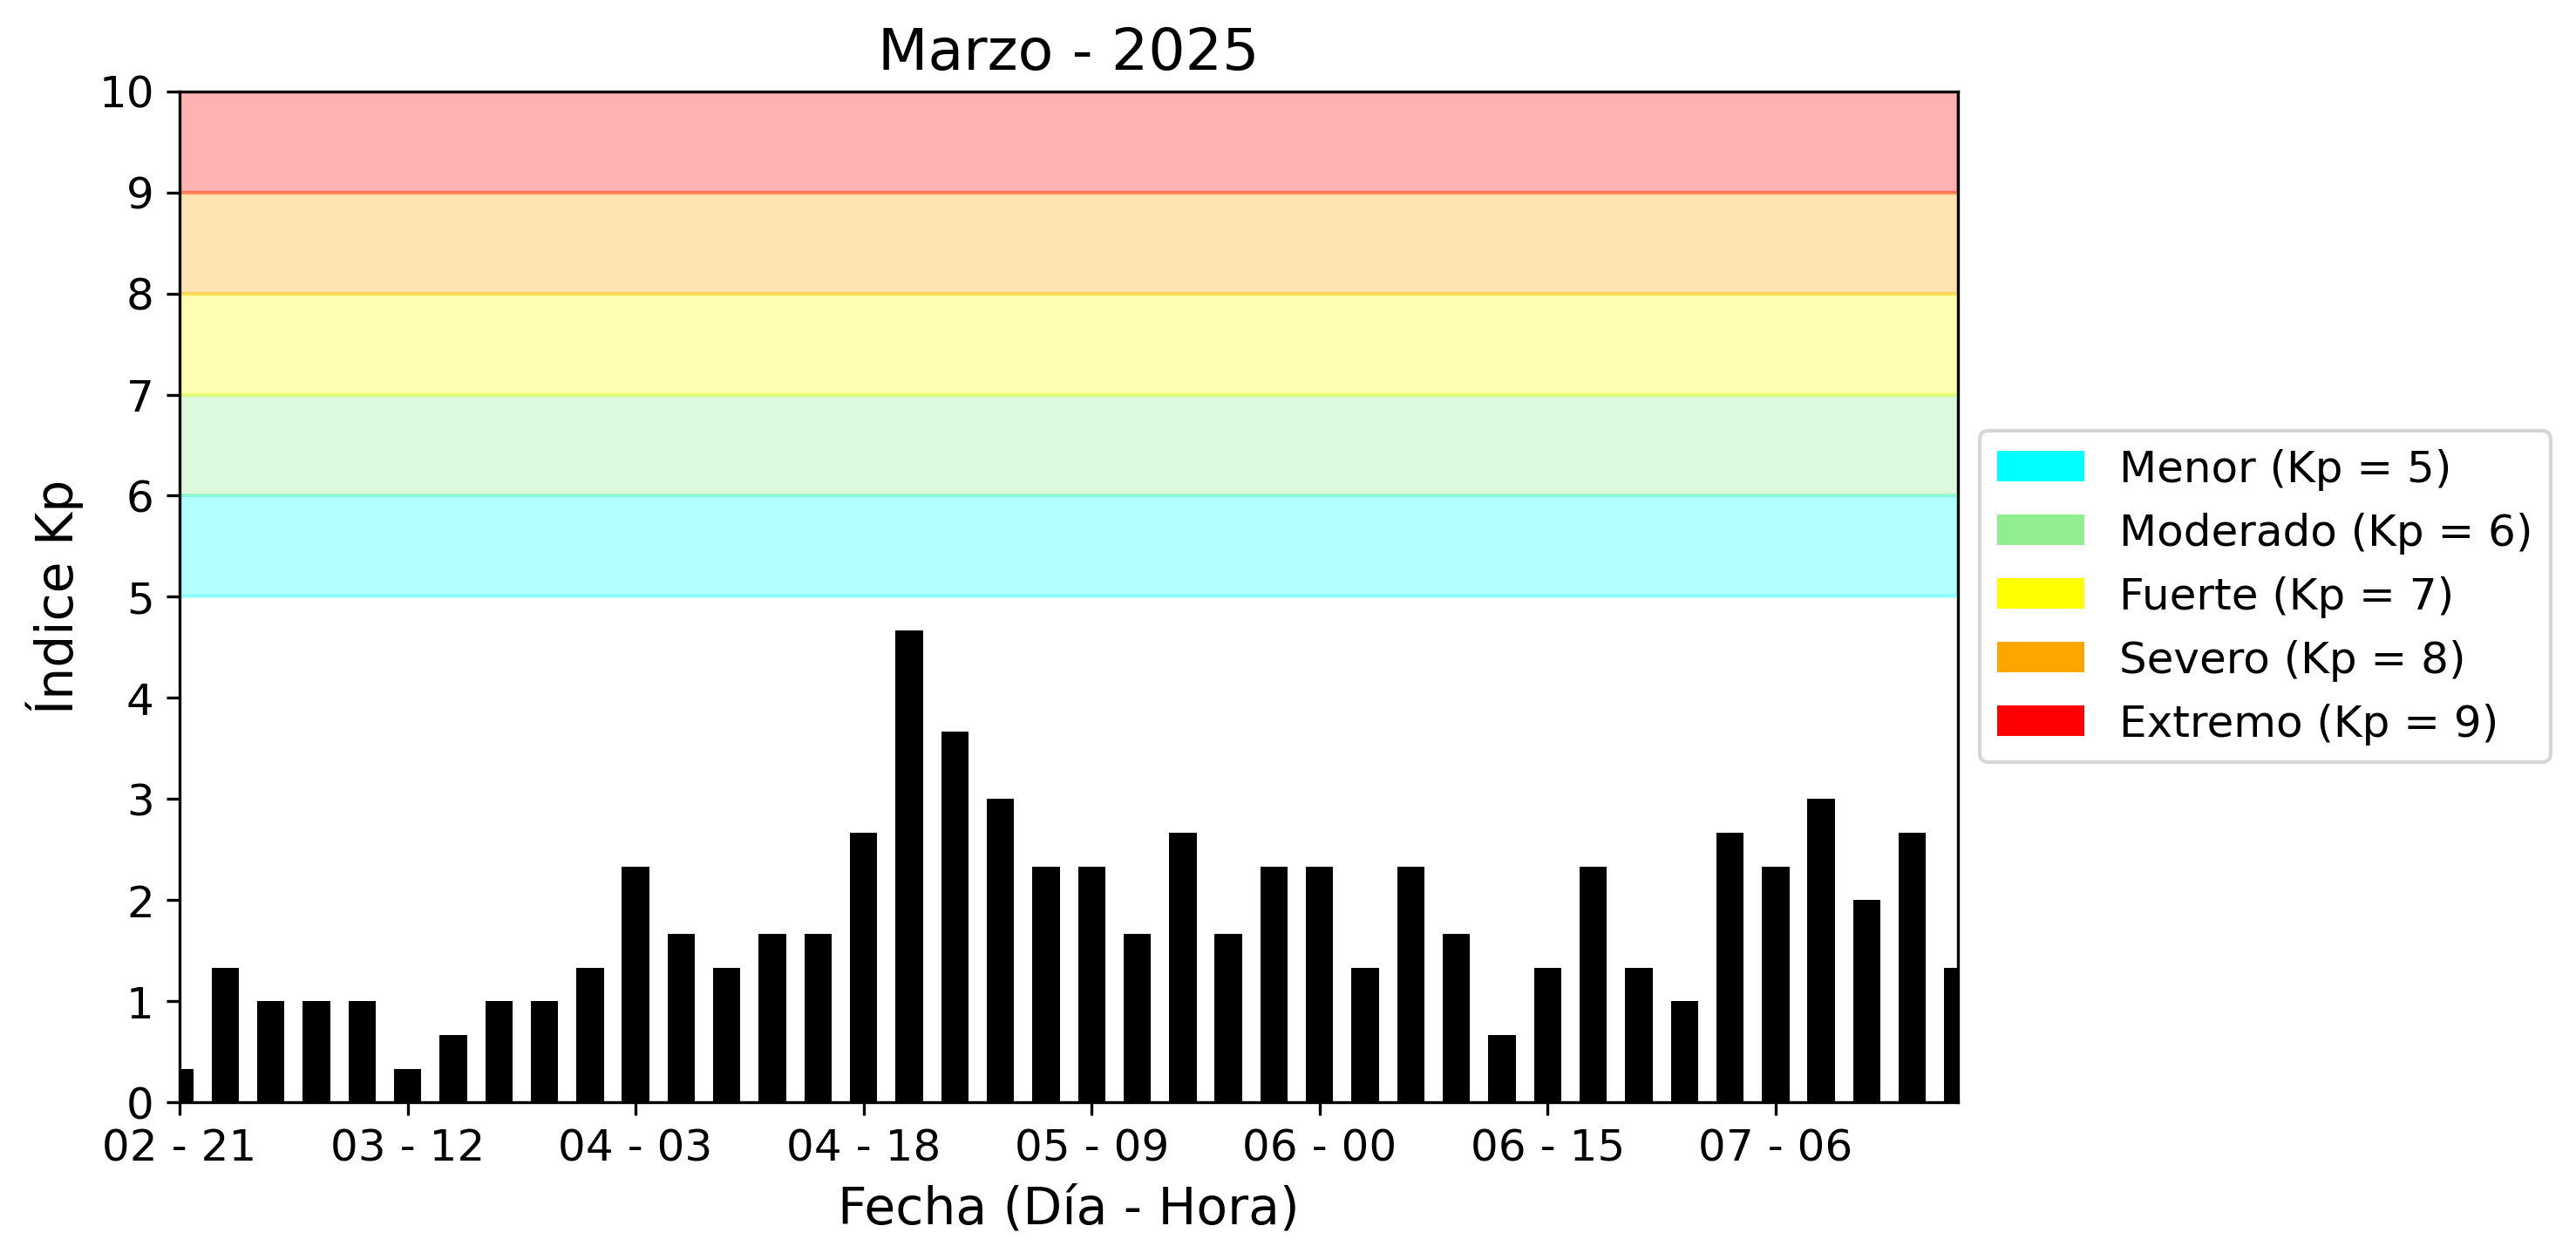 Marzo - 2025
10
9
8
7
6
5
4
3
2
1
0
Índice Kp
02 - 21
03 - 12
04 - 03
04 - 18
05 - 09
06 - 00
06 - 15
07 - 06
Fecha (Día - Hora)
Menor (Kp = 5)
Moderado (Kp = 6)
Fuerte (Kp = 7)
Severo (Kp = 8)
Extremo (Kp = 9)